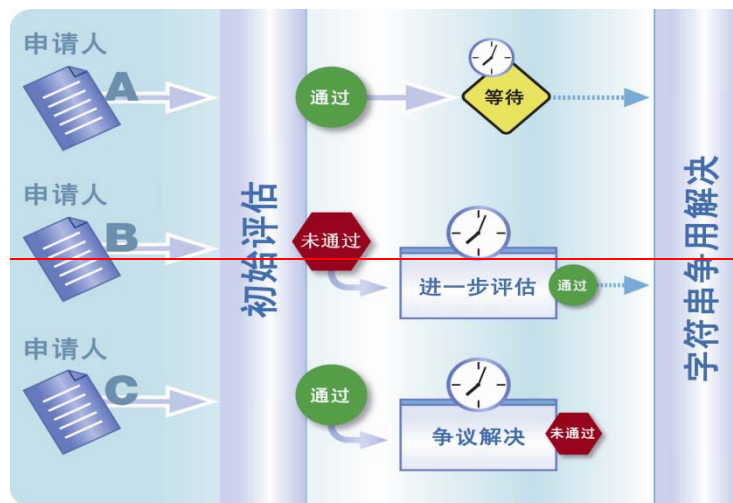 申请人
A
通过
等待
申请人
B
初始评估
未通过
进一步评估
通过
字符串争用解决
申请人
C
通过
争议解决
未通过